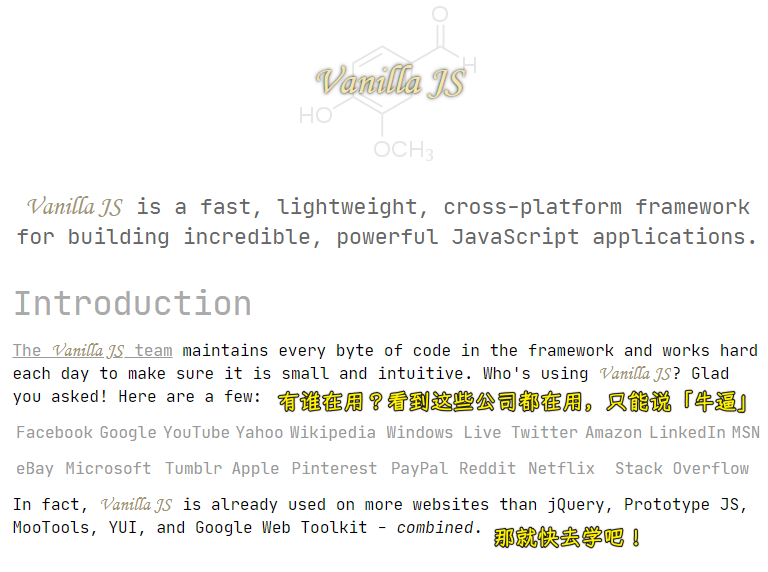 O
H
Vanilla JS
HO
OCH₃
Vanilla JS is a fast, lightweight, cross-platform framework
for building incredible, powerful JavaScript applications.
Introduction
The Vanilla JS team maintains every byte of code in the framework and works hard
each day to make sure it is small and intuitive. Who's using Vanilla JS? Glad
you asked! Here are a few:
有谁在用？看到这些公司都在用，只能说「牛逼」
Facebook Google YouTube Yahoo Wikipedia Windows Live Twitter Amazon LinkedIn MSN
eBay Microsoft Tumblr Apple Pinterest PayPal Reddit Netflix Stack Overflow
In fact, Vanilla JS is already used on more websites than jQuery, Prototype JS,
MooTools, YUI, and Google Web Toolkit - combined.
那就快去学吧！